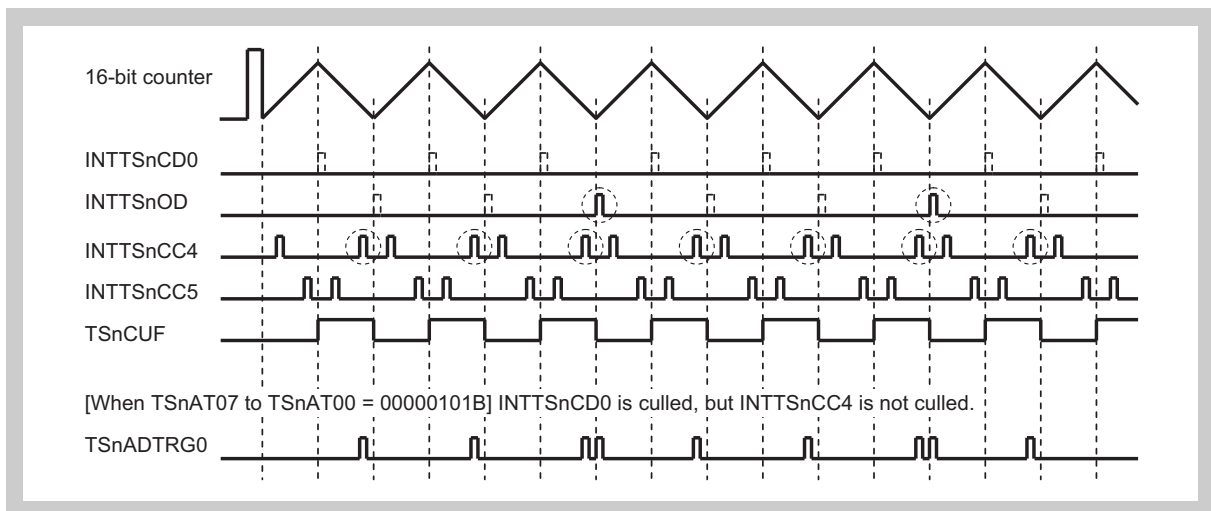 16-bit counter
INTTSnCD0
INTTSnOD
INTTSnCC4
INTTSnCC5
TSnCUF
[When TSnAT07 to TSnAT00 = 00000101B] INTTSnCD0 is culled, but INTTSnCC4 is not culled.
TSnADTRG0